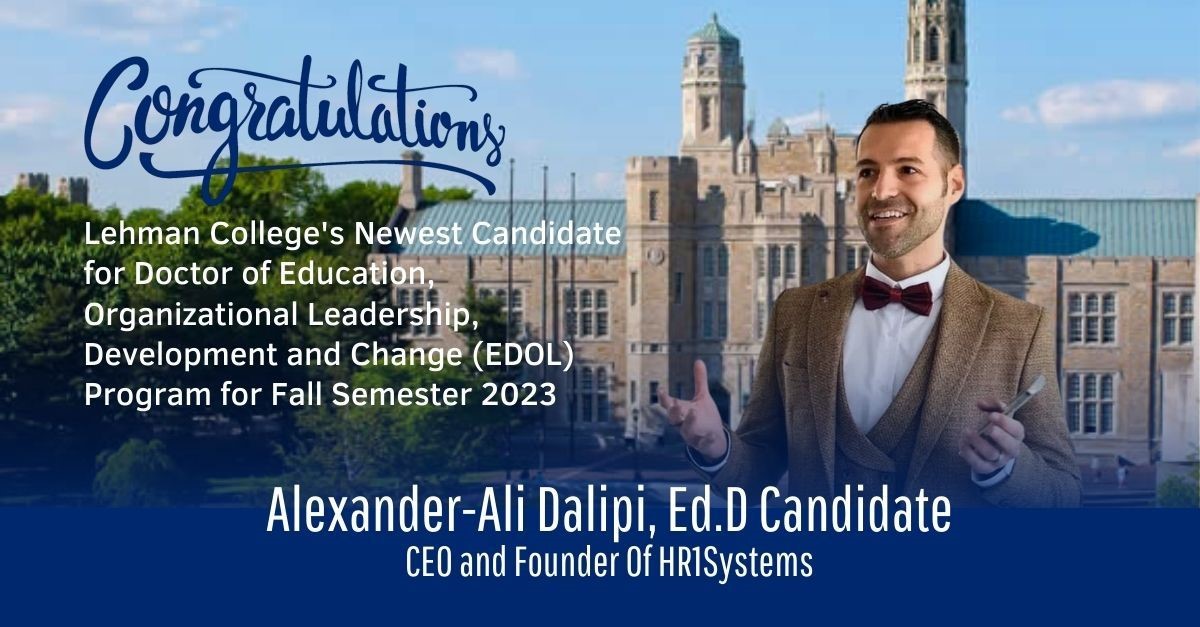 Congratulations
Lehman College's Newest Candidate
for Doctor of Education,
Organizational Leadership,
Development and Change (EDOL)
Program for Fall Semester 2023
Alexander-Ali Dalipi, Ed.D Candidate
CEO and Founder Of HR1Systems